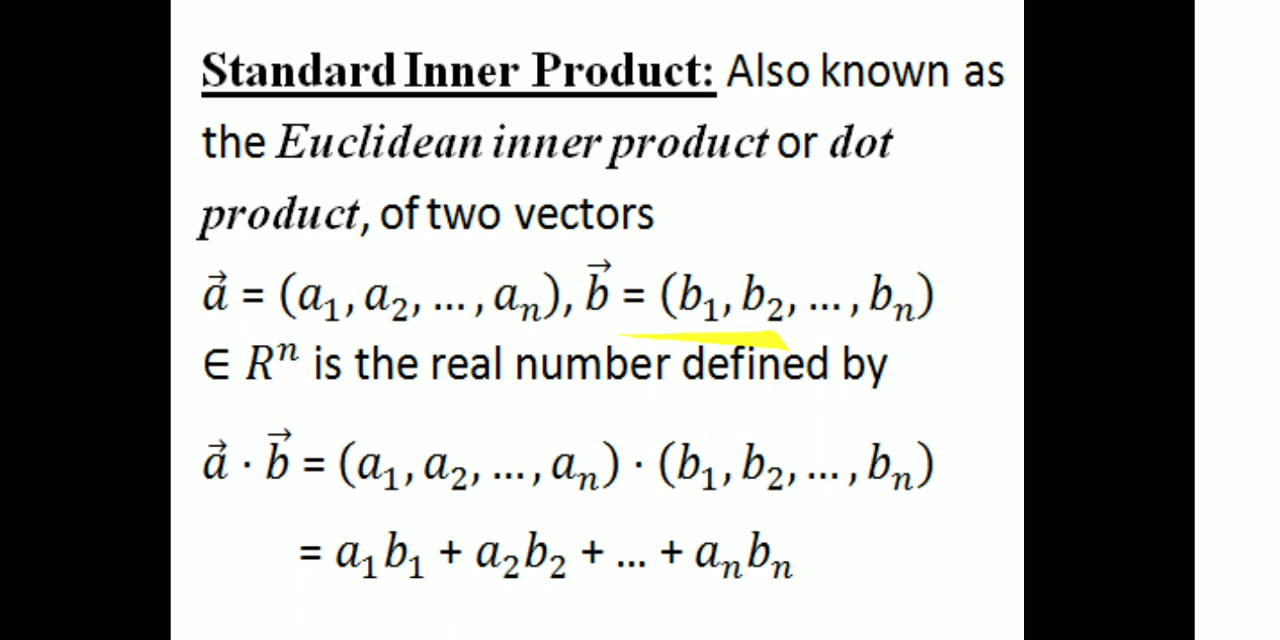 Standard Inner Product: Also known as
the Euclidean inner product or dot
product, of two vectors
a⃗ = (a₁, a₂, ... , aₙ), b⃗ = (b₁, b₂, ... , bₙ)
∈ Rⁿ is the real number defined by
a⃗ · b⃗ = (a₁, a₂, ... , aₙ) · (b₁, b₂, ... , bₙ)
= a₁b₁ + a₂b₂ + ... + aₙbₙ